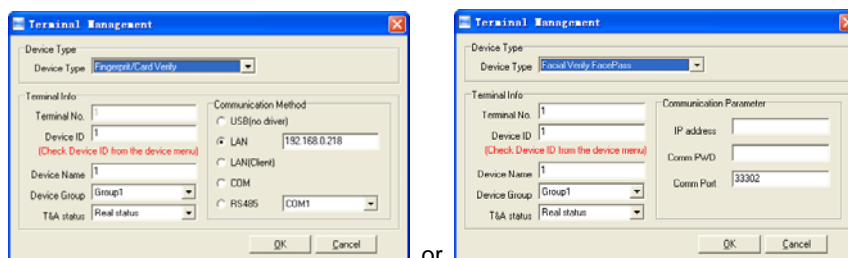 Terminal Management
Device Type
Device Type Fingerprit/Card Verify
Terminal Info
Terminal No. 1
Device ID 1
(Check Device ID from the device menu)
Device Name 1
Device Group Group1
T&A status Real status
Communication Method
USB(no driver)
LAN 192.168.0.218
LAN(Client)
COM
RS485 COM1
OK Cancel
or
Terminal Management
Device Type
Device Type Facial Verify FacePass
Terminal Info
Terminal No. 1
Device ID 1
(Check Device ID from the device menu)
Device Name 1
Device Group Group1
T&A status Real status
Communication Parameter
IP address
Comm PWD
Comm Port 33302
OK Cancel